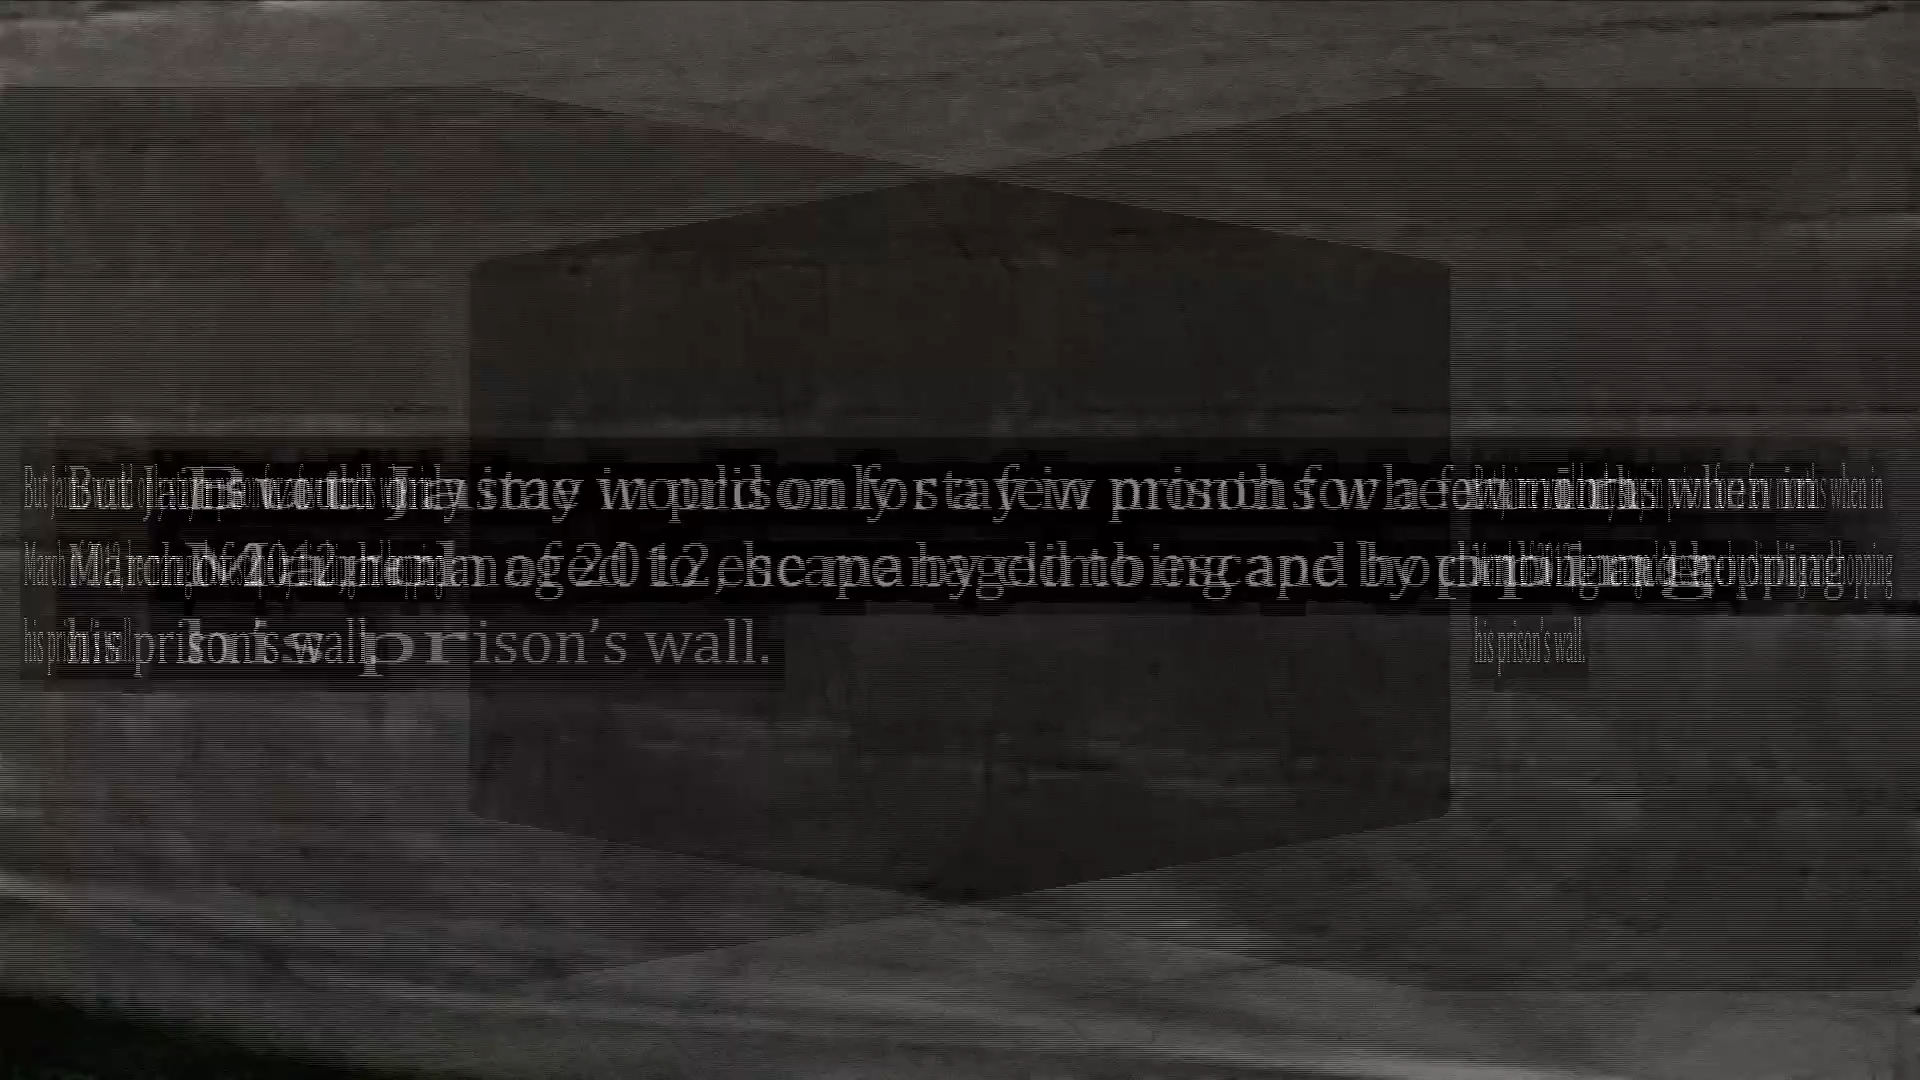 But would only stay in prison for a few months when in
March of 2012, he managed to escape by climbing and hopping
his prison's wall.